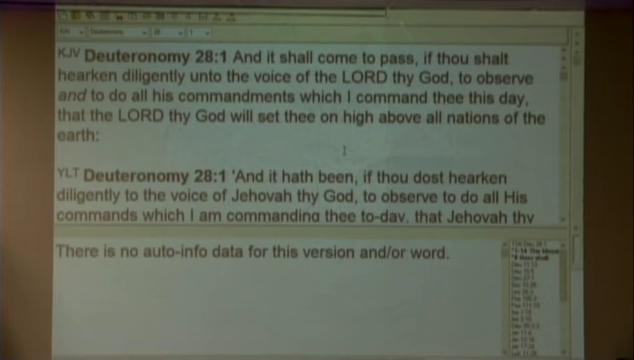 KJV Deuteronomy 28:1 And it shall come to pass, if thou shalt
hearken diligently unto the voice of the LORD thy God, to observe
and to do all his commandments which I command thee this day,
that the LORD thy God will set thee on high above all nations of the
earth:
YLT Deuteronomy 28:1 'And it hath been, if thou dost hearken
diligently to the voice of Jehovah thy God, to observe to do all His
commands which I am commanding thee to-day, that Jehovah thy
There is no auto-info data for this version and/or word.